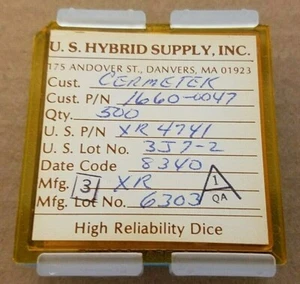 U. S. HYBRID SUPPLY, INC.
175 ANDOVER ST., DANVERS, MA 01923
Cust. CERMETEK
Cust. P/N 1660-0047
Qty. 500
U. S. P/N XR 4741
U. S. Lot No. 3J7-2
Date Code 8340
Mfg. 3 XR
Mfg. Lot No. 6303
1
QA
High Reliability Dice